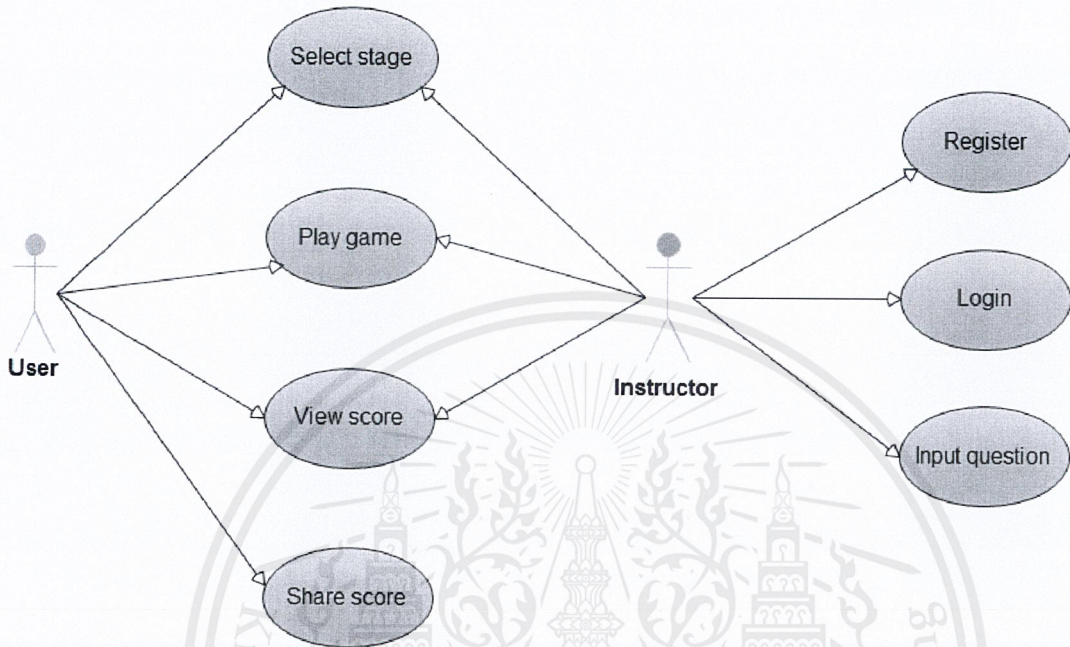 Select stage
Register
Play game
Login
User
Instructor
View score
Input question
Share score